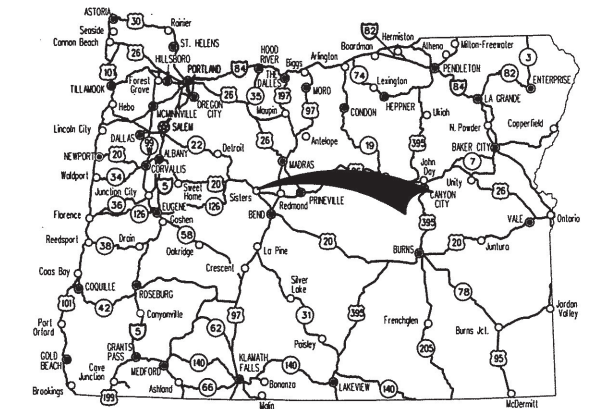 ASTORIA
30
Rainier
Seaside
Cannon Beach
26
ST. HELENS
HILLSBORO
101
Forest
Grove
PORTLAND
TILLAMOOK
OREGON
CITY
Hebo
McMINNVILLE
26
84
HOOD
RIVER
THE
DALLES
35
197
Biggs
Arlington
MORO
97
Maupin
Boardman
82
Hermiston
Athena
Milton-Freewater
3
74
Lexington
PENDLETON
82
ENTERPRISE
84
LA GRANDE
CONDON
HEPPNER
Ukiah
N. Powder
Copperfield
Lincoln City
DALLAS
SALEM
99
W
22
Detroit
26
Antelope
19
395
BAKER CITY
NEWPORT
20
ALBANY
CORVALLIS
MADRAS
John
Day
7
Waldport
34
Junction City
5
Sweet
Home
20
126
Sisters
Redmond
PRINEVILLE
CANYON
CITY
Unity
26
Florence
36
126
EUGENE
Goshen
BEND
395
VALE
Ontario
Reedsport
38
Drain
58
Oakridge
La Pine
20
BURNS
20
Juntura
Coos Bay
COQUILLE
ROSEBURG
Crescent
Silver
Lake
78
101
42
Canyonville
97
31
395
Frenchglen
Burns Jct.
Jordan
Valley
Port
Orford
5
62
Paisley
205
95
GOLD
BEACH
GRANTS
PASS
MEDFORD
140
KLAMATH
FALLS
140
LAKEVIEW
140
Cave
Junction
Brookings
199
Ashland
66
Bonanza
Malin
McDermitt